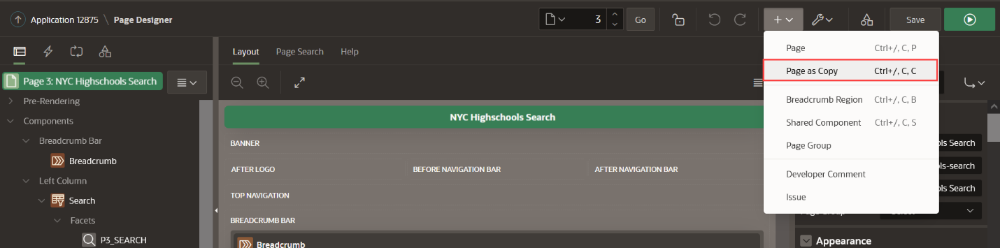 Application 12875 \ Page Designer
3
Go
Save
Layout
Page Search
Help
Page 3: NYC Highschools Search
Pre-Rendering
Components
Breadcrumb Bar
Breadcrumb
Left Column
Search
Facets
P3_SEARCH
NYC Highschools Search
BANNER
AFTER LOGO
BEFORE NAVIGATION BAR
AFTER NAVIGATION BAR
TOP NAVIGATION
BREADCRUMB BAR
Breadcrumb
Page Ctrl+/, C, P
Page as Copy Ctrl+/, C, C
Breadcrumb Region Ctrl+/, C, B
Shared Component Ctrl+/, C, S
Page Group
Developer Comment
Issue
Search
-search
Search
Appearance